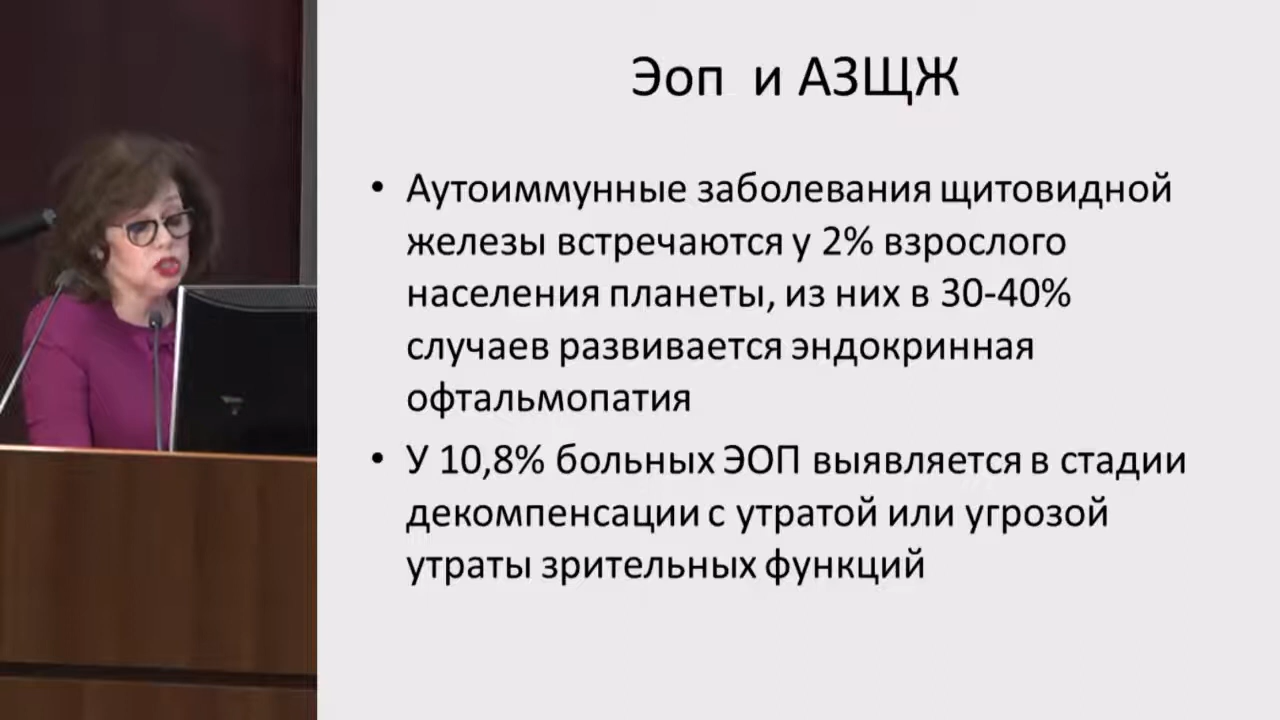 Эоп и АЗЩЖ
• Аутоиммунные заболевания щитовидной
железы встречаются у 2% взрослого
населения планеты, из них в 30-40%
случаев развивается эндокринная
офтальмопатия
• У 10,8% больных ЭОП выявляется в стадии
декомпенсации с утратой или угрозой
утраты зрительных функций